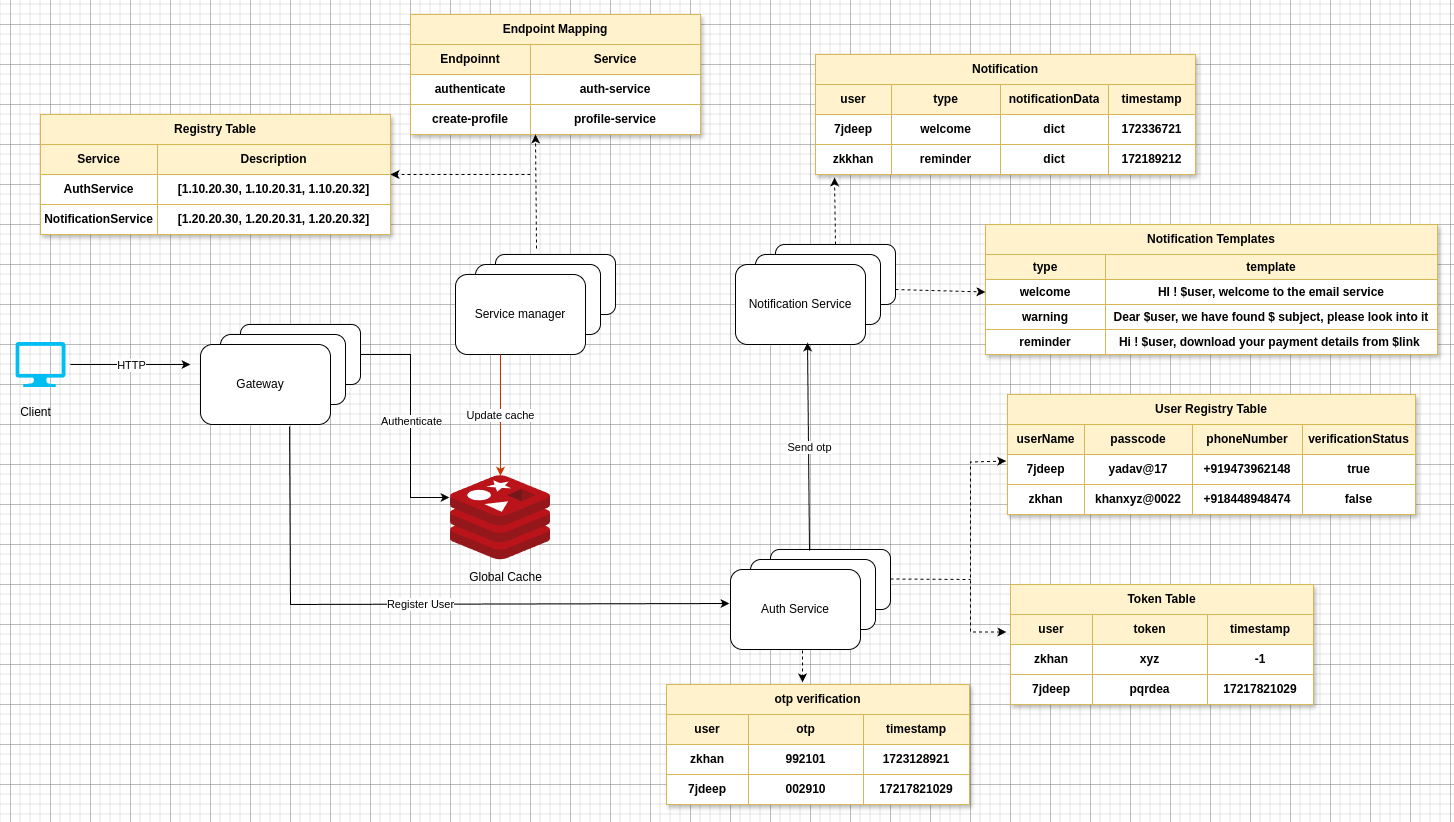 Endpoint Mapping
Endpoinnt Service
authenticate auth-service
create-profile profile-service
Notification
user type notificationData timestamp
7jdeep welcome dict 172336721
zkkhan reminder dict 172189212
Registry Table
Service Description
AuthService [1.10.20.30, 1.10.20.31, 1.10.20.32]
NotificationService [1.20.20.30, 1.20.20.31, 1.20.20.32]
Notification Templates
type template
welcome HI ! $user, welcome to the email service
warning Dear $user, we have found $ subject, please look into it
reminder Hi ! $user, download your payment details from $link
Service manager
Notification Service
HTTP
Gateway
Client
Authenticate
Update cache
Send otp
User Registry Table
userName passcode phoneNumber verificationStatus
7jdeep yadav@17 +919473962148 true
zkhan khanxyz@0022 +918448948474 false
Global Cache
Register User
Auth Service
Token Table
user token timestamp
zkhan xyz -1
7jdeep pqrdea 17217821029
otp verification
user otp timestamp
zkhan 992101 1723128921
7jdeep 002910 17217821029